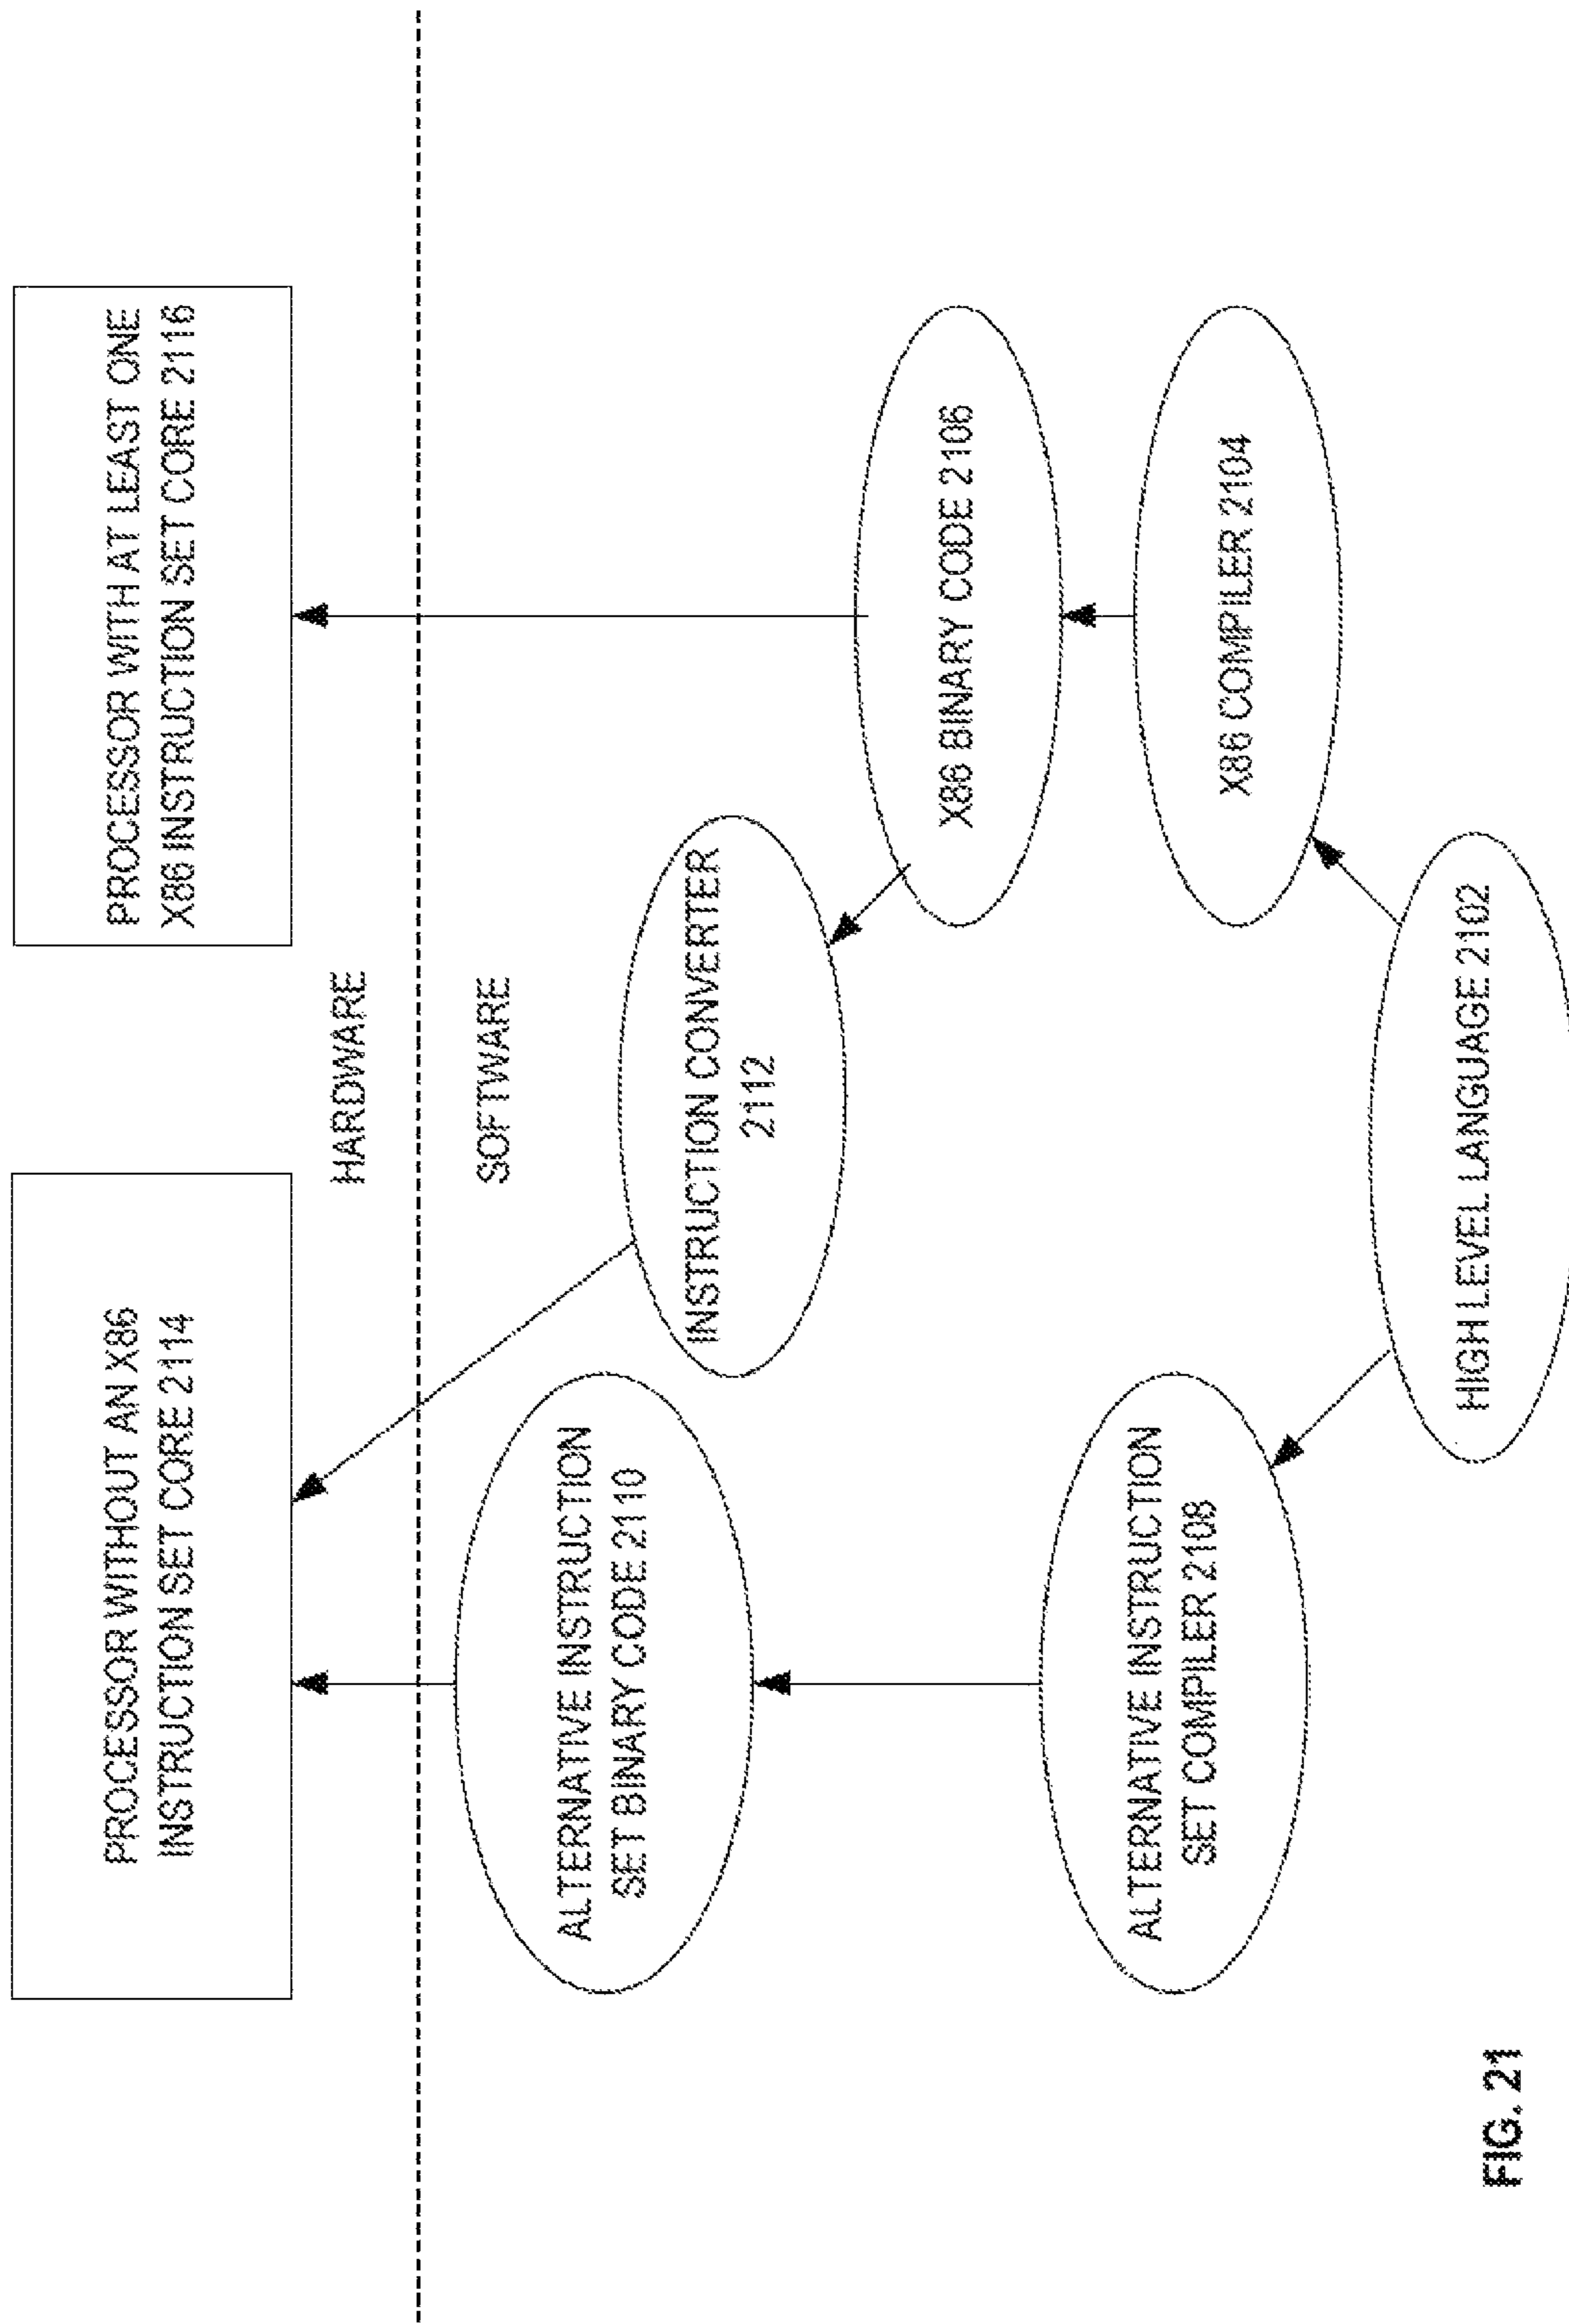 PROCESSOR WITHOUT AN X86
INSTRUCTION SET CORE 2114
PROCESSOR WITH AT LEAST ONE
X86 INSTRUCTION SET CORE 2116
HARDWARE
SOFTWARE
ALTERNATIVE INSTRUCTION
SET BINARY CODE 2110
INSTRUCTION CONVERTER
2112
X86 BINARY CODE 2106
ALTERNATIVE INSTRUCTION
SET COMPILER 2108
X86 COMPILER 2104
HIGH LEVEL LANGUAGE 2102
FIG. 21